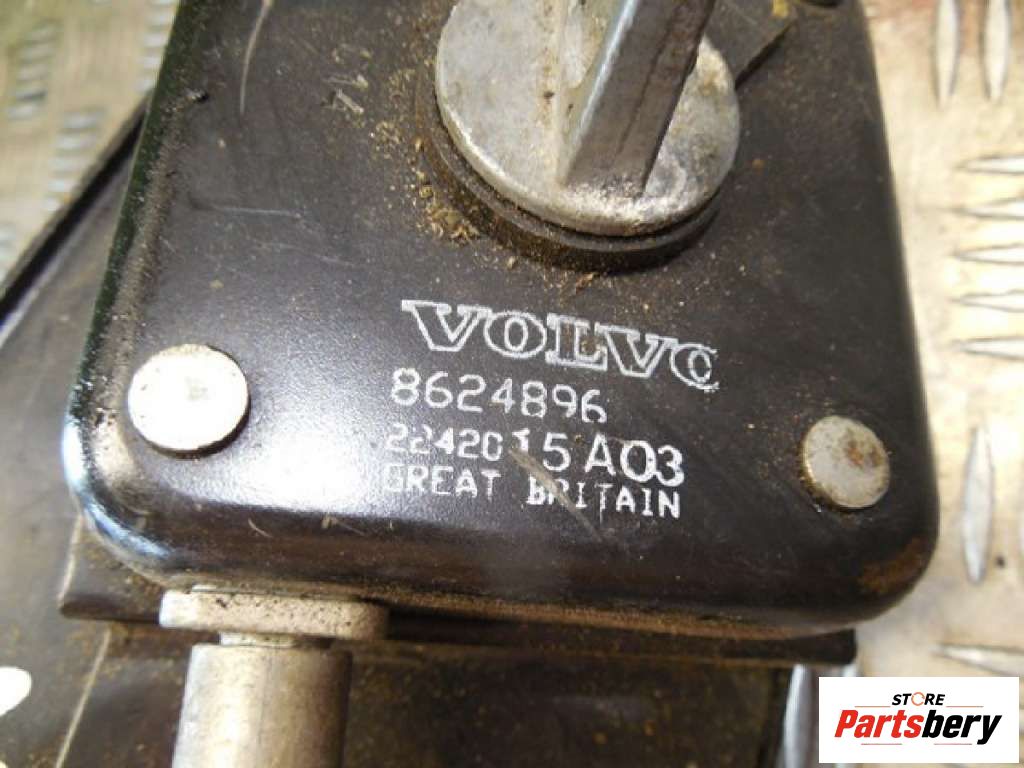 VOLVO
8624896
2242015A03
GREAT BRITAIN
STORE
Partsbery